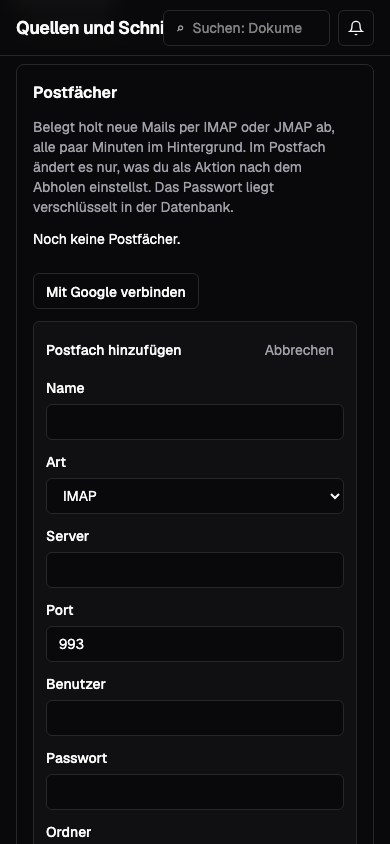 Quellen und Schni
Suchen: Dokume
Postfächer
Belegt holt neue Mails per IMAP oder JMAP ab,
alle paar Minuten im Hintergrund. Im Postfach
ändert es nur, was du als Aktion nach dem
Abholen einstellst. Das Passwort liegt
verschlüsselt in der Datenbank.
Noch keine Postfächer.
Mit Google verbinden
Postfach hinzufügen
Abbrechen
Name
Art
IMAP
Server
Port
993
Benutzer
Passwort
Ordner